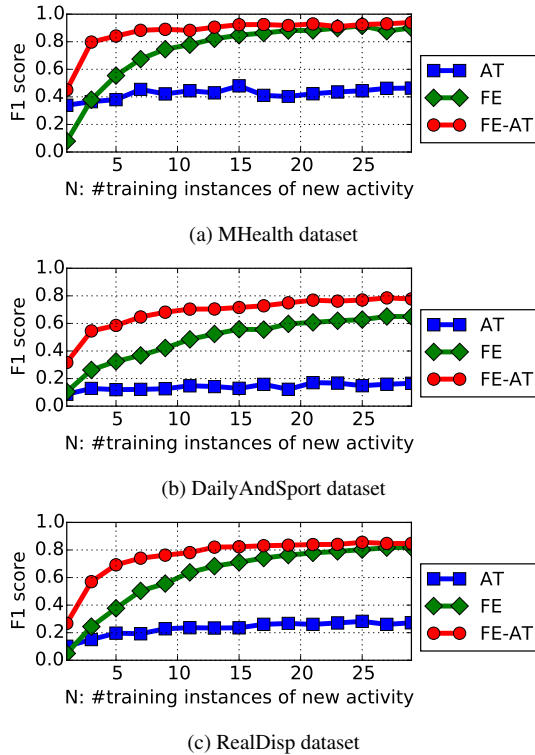 1.0
0.8
0.6
0.4
0.2
0.0
F1 score
5 10 15 20 25
N: #training instances of new activity
AT
FE
FE-AT
(a) MHealth dataset
1.0
0.8
0.6
0.4
0.2
0.0
F1 score
5 10 15 20 25
N: #training instances of new activity
AT
FE
FE-AT
(b) DailyAndSport dataset
1.0
0.8
0.6
0.4
0.2
0.0
F1 score
5 10 15 20 25
N: #training instances of new activity
AT
FE
FE-AT
(c) RealDisp dataset